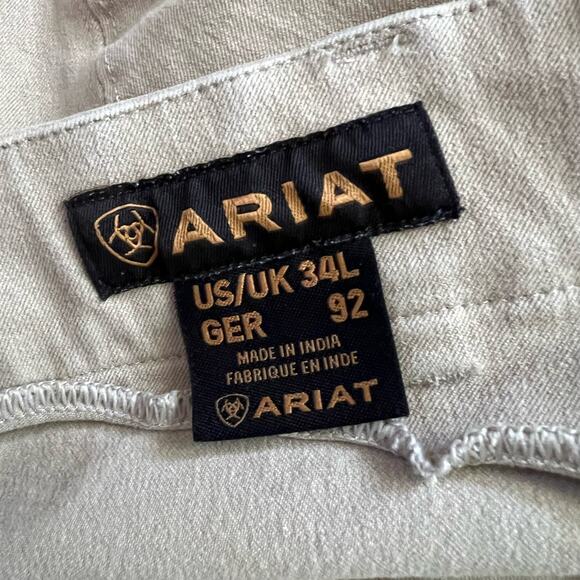 ARIAT
US/UK 34L
GER 92
MADE IN INDIA
FABRIQUE EN INDE
ARIAT